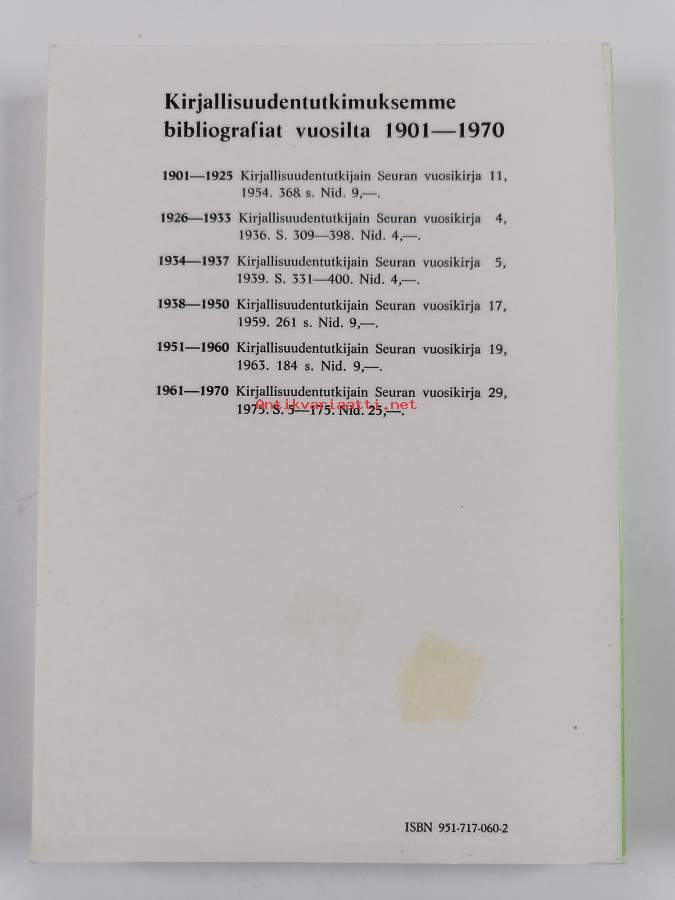 Kirjallisuudentutkimuksemme
bibliografiat vuosilta 1901—1970
1901—1925 Kirjallisuudentutkijain Seuran vuosikirja 11,
1954. 368 s. Nid. 9,—.
1926—1933 Kirjallisuudentutkijain Seuran vuosikirja 4,
1936. S. 309—398. Nid. 4,—.
1934—1937 Kirjallisuudentutkijain Seuran vuosikirja 5,
1939. S. 331—400. Nid. 4,—.
1938—1950 Kirjallisuudentutkijain Seuran vuosikirja 17,
1959. 261 s. Nid. 9,—.
1951—1960 Kirjallisuudentutkijain Seuran vuosikirja 19,
1963. 184 s. Nid. 9,—.
1961—1970 Kirjallisuudentutkijain Seuran vuosikirja 29,
Antikvariaatti.net
1975. S. 5—175. Nid. 25,—.
ISBN 951-717-060-2